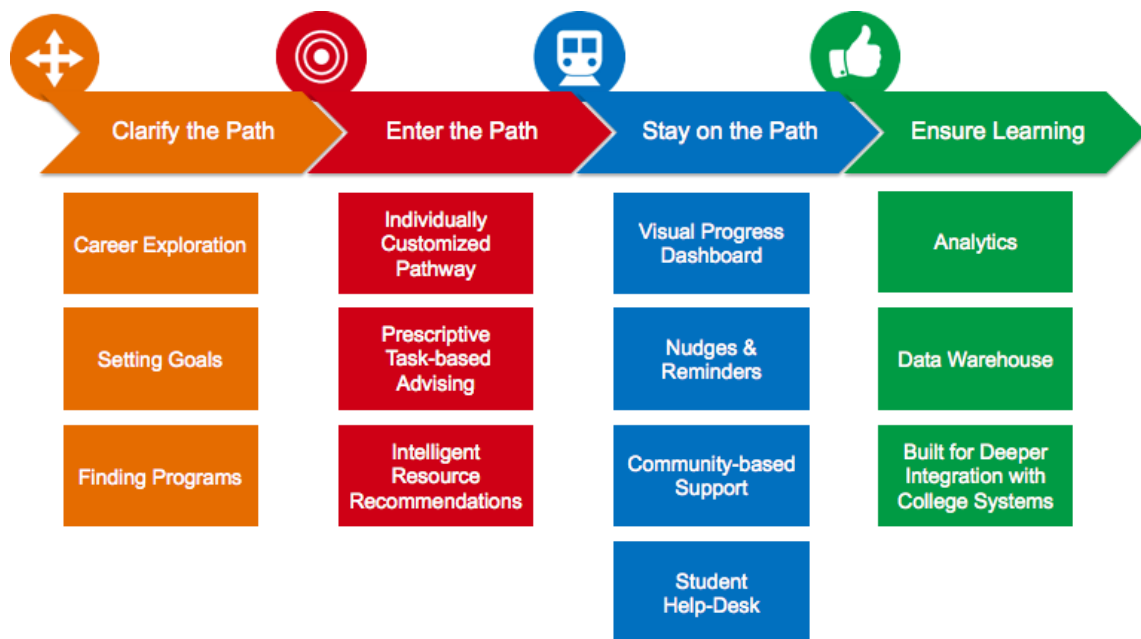 Clarify the Path
Enter the Path
Stay on the Path
Ensure Learning
Career Exploration
Setting Goals
Finding Programs
Individually
Customized
Pathway
Prescriptive
Task-based
Advising
Intelligent
Resource
Recommendations
Visual Progress
Dashboard
Nudges &
Reminders
Community-based
Support
Student
Help-Desk
Analytics
Data Warehouse
Built for Deeper
Integration with
College Systems